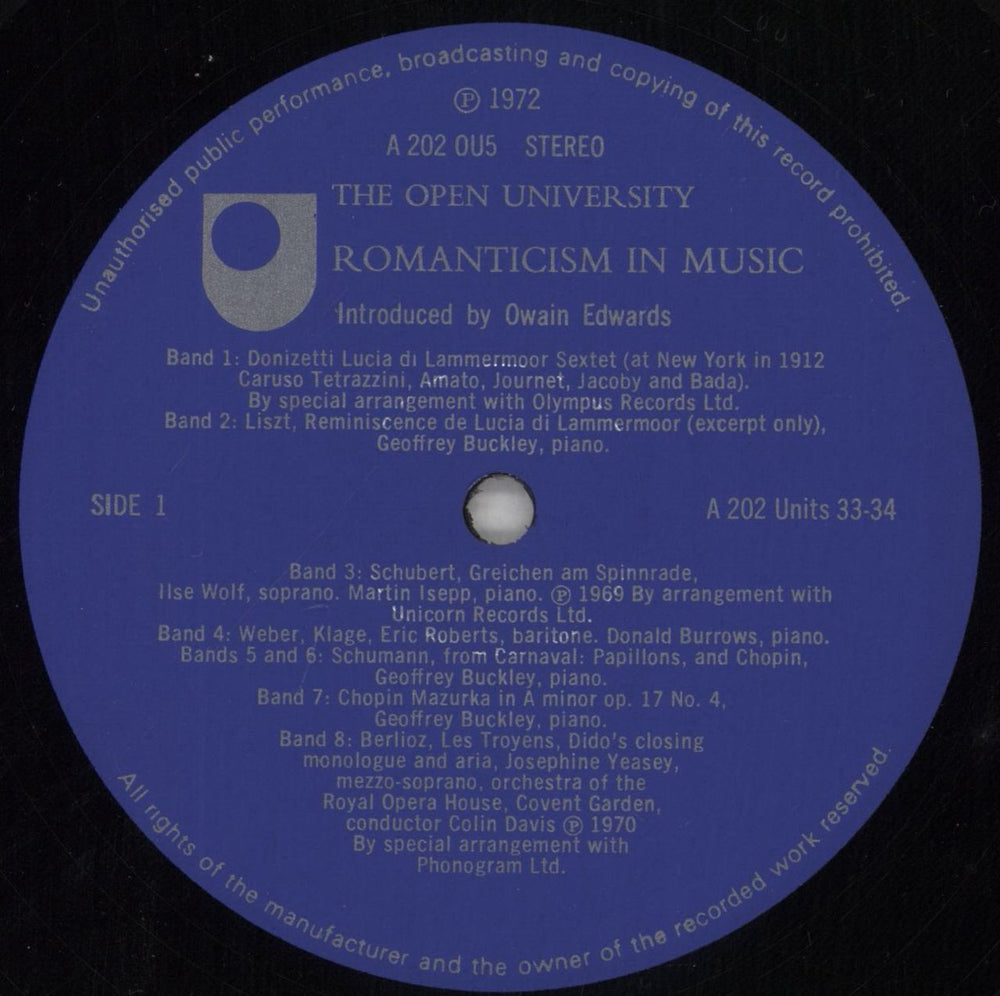 Unauthorised public performance, broadcasting and copying of this record prohibited.
℗ 1972
A 202 OU5 STEREO
THE OPEN UNIVERSITY
ROMANTICISM IN MUSIC
Introduced by Owain Edwards
Band 1: Donizetti Lucia di Lammermoor Sextet (at New York in 1912
Caruso Tetrazzini, Amato, Journet, Jacoby and Bada).
By special arrangement with Olympus Records Ltd.
Band 2: Liszt, Reminiscence de Lucia di Lammermoor (excerpt only),
Geoffrey Buckley, piano.
SIDE 1
A 202 Units 33-34
Band 3: Schubert, Greichen am Spinnrade,
Ilse Wolf, soprano. Martin Isepp, piano. ℗ 1969 By arrangement with
Unicorn Records Ltd.
Band 4: Weber, Klage, Eric Roberts, baritone. Donald Burrows, piano.
Bands 5 and 6: Schumann, from Carnaval: Papillons, and Chopin,
Geoffrey Buckley, piano.
Band 7: Chopin Mazurka in A minor op. 17 No. 4,
Geoffrey Buckley, piano.
Band 8: Berlioz, Les Troyens, Dido's closing
monologue and aria, Josephine Yeasey,
mezzo-soprano, orchestra of the
Royal Opera House, Covent Garden,
conductor Colin Davis ℗ 1970
By special arrangement with
Phonogram Ltd.
All rights of the manufacturer and the owner of the recorded work reserved.